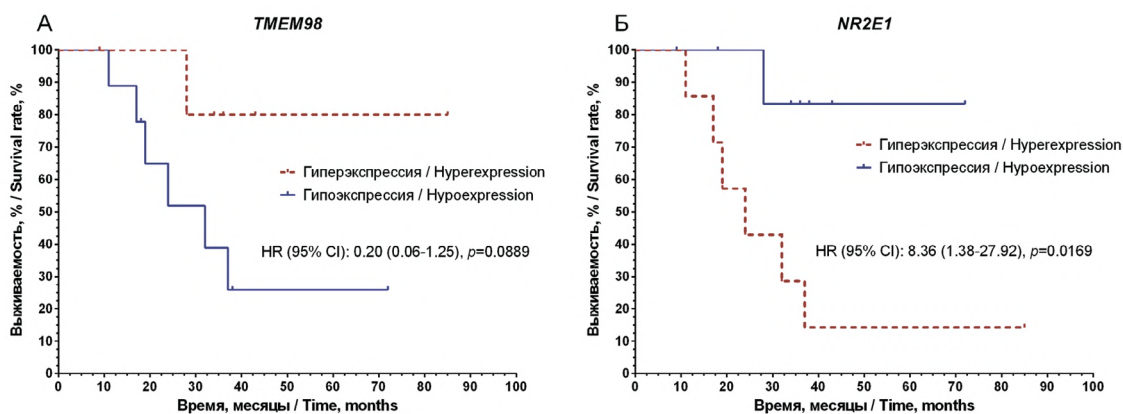 А
TMEM98
Выживаемость, % / Survival rate, %
100
90
80
70
60
50
40
30
20
10
0
Гиперэкспрессия / Hyperexpression
Гипоэкспрессия / Hypoexpression
HR (95% CI): 0.20 (0.06-1.25), p=0.0889
0 10 20 30 40 50 60 70 80 90 100
Время, месяцы / Time, months
Б
NR2E1
Выживаемость, % / Survival rate, %
100
90
80
70
60
50
40
30
20
10
0
Гиперэкспрессия / Hyperexpression
Гипоэкспрессия / Hypoexpression
HR (95% CI): 8.36 (1.38-27.92), p=0.0169
0 10 20 30 40 50 60 70 80 90 100
Время, месяцы / Time, months